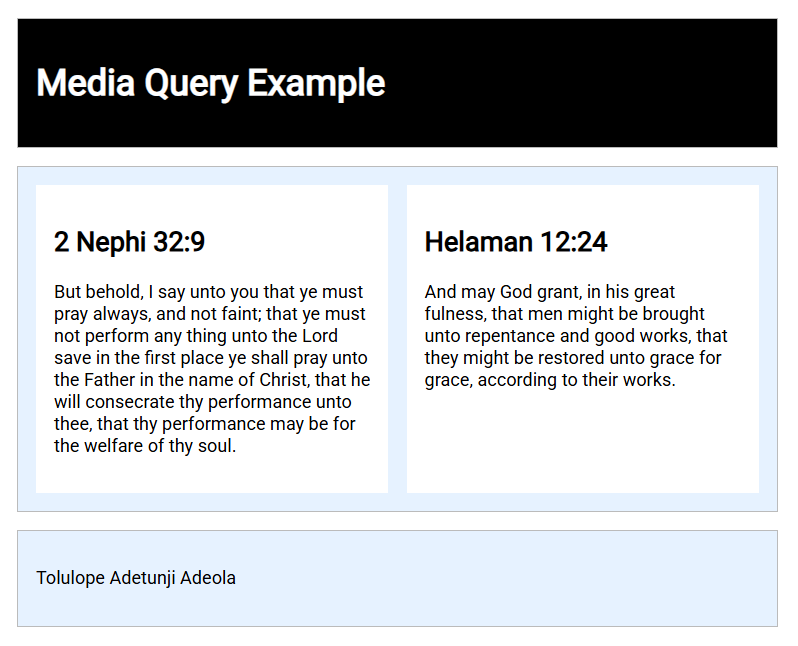 Media Query Example
2 Nephi 32:9
But behold, I say unto you that ye must
pray always, and not faint; that ye must
not perform any thing unto the Lord
save in the first place ye shall pray unto
the Father in the name of Christ, that he
will consecrate thy performance unto
thee, that thy performance may be for
the welfare of thy soul.
Helaman 12:24
And may God grant, in his great
fulness, that men might be brought
unto repentance and good works, that
they might be restored unto grace for
grace, according to their works.
Tolulope Adetunji Adeola